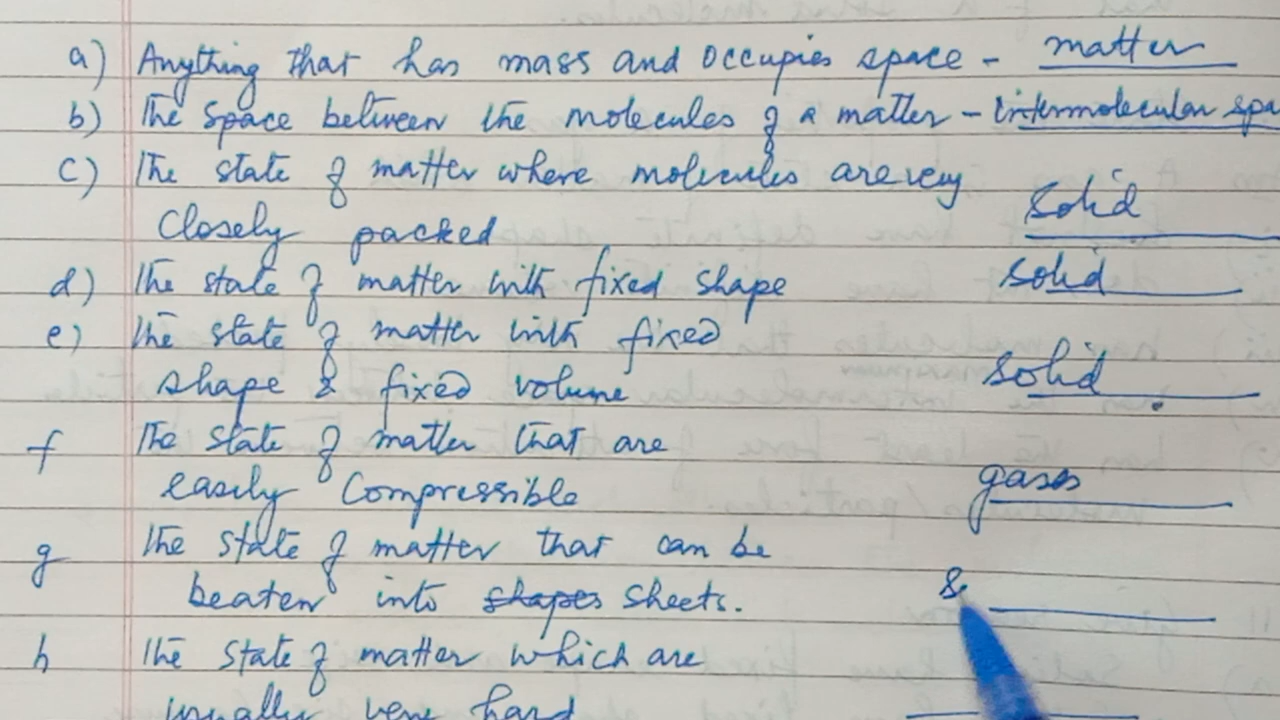 a) Anything that has mass and occupies space - matter
b) The space between the molecules of a matter - intermolecular spa
c) The state of matter where molecules are very
closely packed solid
d) The state of matter with fixed shape solid
e) The state of matter with fixed
shape & fixed volume solid
f The state of matter that are
easily compressible gases
g The state of matter that can be
beaten into shapes sheets.
h The state of matter which are
usually very hard